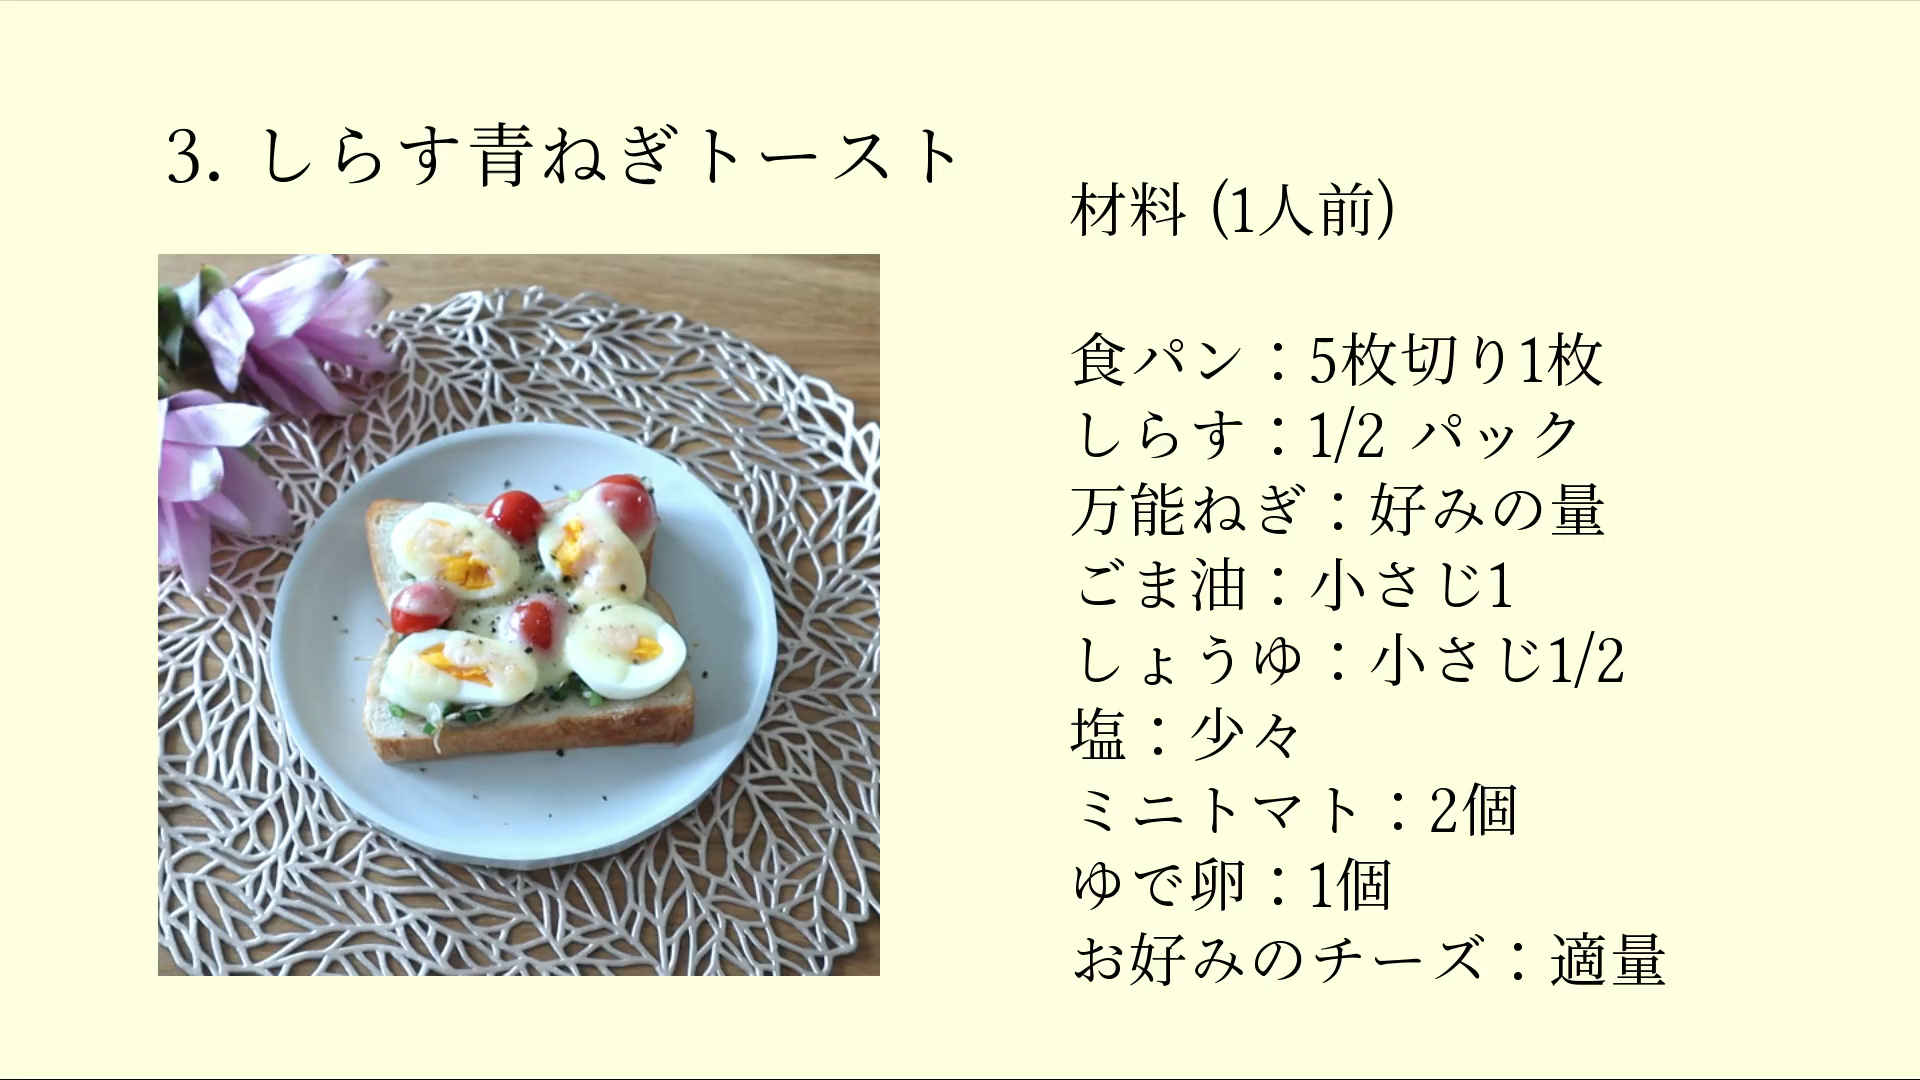 3. しらす青ねぎトースト
材料 (1人前)
食パン：5枚切り1枚
しらす：1/2 パック
万能ねぎ：好みの量
ごま油：小さじ1
しょうゆ：小さじ1/2
塩：少々
ミニトマト：2個
ゆで卵：1個
お好みのチーズ：適量